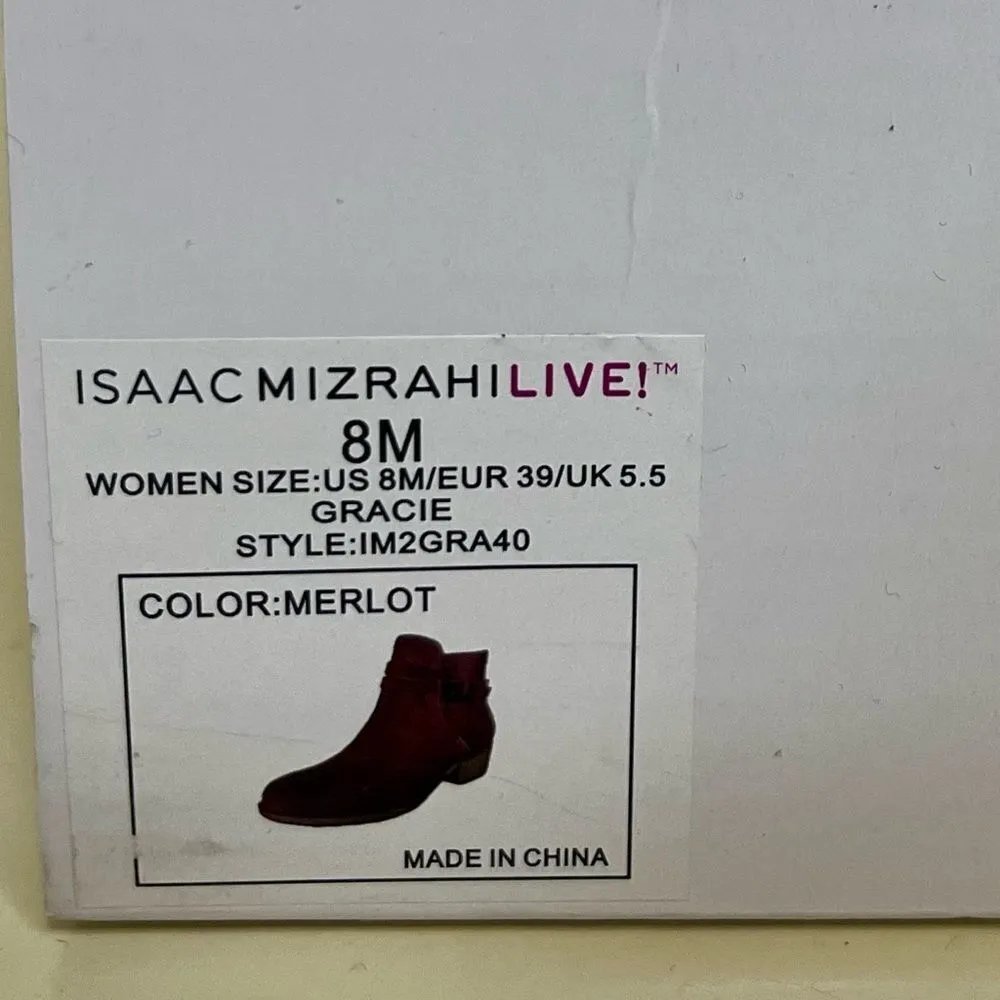 ISAACMIZRAHILIVE!™
8M
WOMEN SIZE:US 8M/EUR 39/UK 5.5
GRACIE
STYLE:IM2GRA40
COLOR:MERLOT
MADE IN CHINA